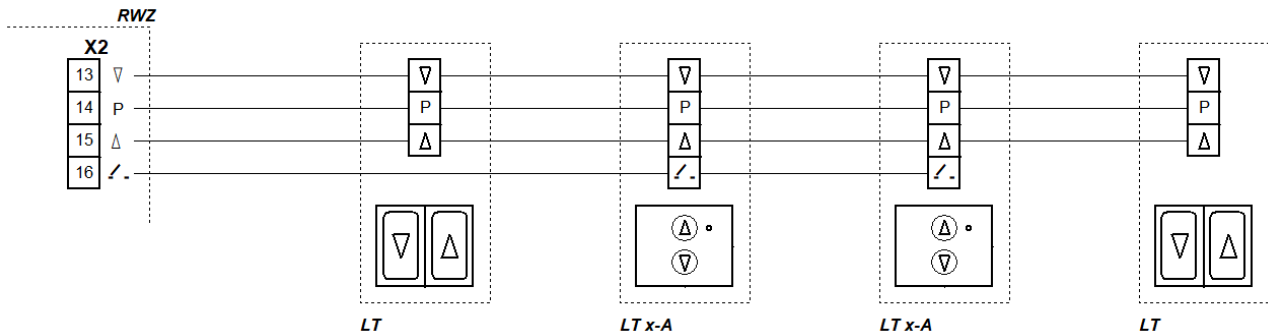 RWZ
X2
13 ▽
14 P P P P P
15 △
16
LT LT x-A LT x-A LT